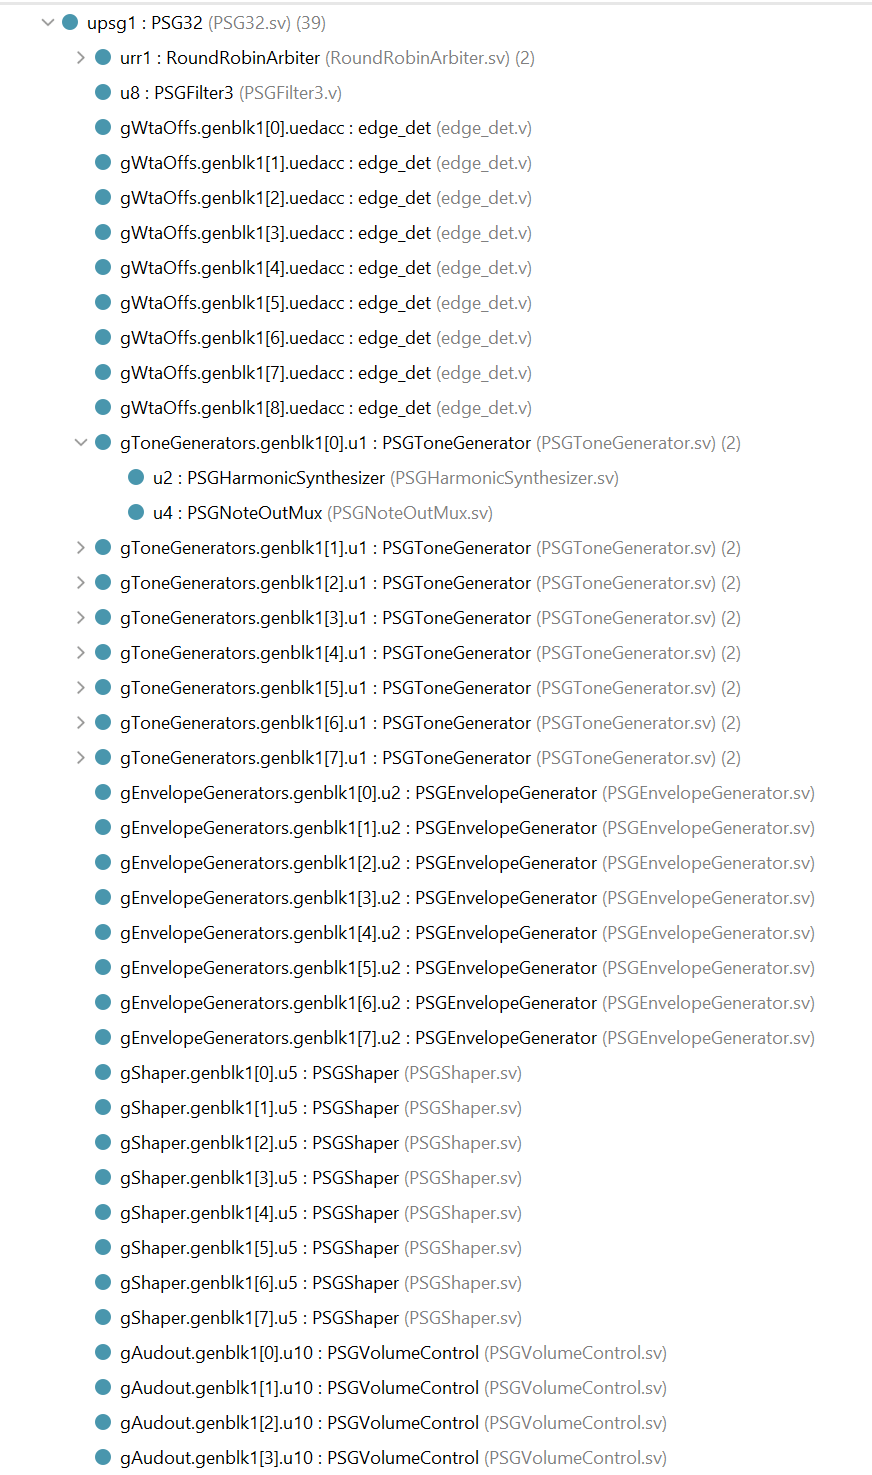 upsg1 : PSG32 (PSG32.sv) (39)
urr1 : RoundRobinArbiter (RoundRobinArbiter.sv) (2)
u8 : PSGFilter3 (PSGFilter3.v)
gWtaOffs.genblk1[0].uedacc : edge_det (edge_det.v)
gWtaOffs.genblk1[1].uedacc : edge_det (edge_det.v)
gWtaOffs.genblk1[2].uedacc : edge_det (edge_det.v)
gWtaOffs.genblk1[3].uedacc : edge_det (edge_det.v)
gWtaOffs.genblk1[4].uedacc : edge_det (edge_det.v)
gWtaOffs.genblk1[5].uedacc : edge_det (edge_det.v)
gWtaOffs.genblk1[6].uedacc : edge_det (edge_det.v)
gWtaOffs.genblk1[7].uedacc : edge_det (edge_det.v)
gWtaOffs.genblk1[8].uedacc : edge_det (edge_det.v)
gToneGenerators.genblk1[0].u1 : PSGToneGenerator (PSGToneGenerator.sv) (2)
u2 : PSGHarmonicSynthesizer (PSGHarmonicSynthesizer.sv)
u4 : PSGNoteOutMux (PSGNoteOutMux.sv)
gToneGenerators.genblk1[1].u1 : PSGToneGenerator (PSGToneGenerator.sv) (2)
gToneGenerators.genblk1[2].u1 : PSGToneGenerator (PSGToneGenerator.sv) (2)
gToneGenerators.genblk1[3].u1 : PSGToneGenerator (PSGToneGenerator.sv) (2)
gToneGenerators.genblk1[4].u1 : PSGToneGenerator (PSGToneGenerator.sv) (2)
gToneGenerators.genblk1[5].u1 : PSGToneGenerator (PSGToneGenerator.sv) (2)
gToneGenerators.genblk1[6].u1 : PSGToneGenerator (PSGToneGenerator.sv) (2)
gToneGenerators.genblk1[7].u1 : PSGToneGenerator (PSGToneGenerator.sv) (2)
gEnvelopeGenerators.genblk1[0].u2 : PSGEnvelopeGenerator (PSGEnvelopeGenerator.sv)
gEnvelopeGenerators.genblk1[1].u2 : PSGEnvelopeGenerator (PSGEnvelopeGenerator.sv)
gEnvelopeGenerators.genblk1[2].u2 : PSGEnvelopeGenerator (PSGEnvelopeGenerator.sv)
gEnvelopeGenerators.genblk1[3].u2 : PSGEnvelopeGenerator (PSGEnvelopeGenerator.sv)
gEnvelopeGenerators.genblk1[4].u2 : PSGEnvelopeGenerator (PSGEnvelopeGenerator.sv)
gEnvelopeGenerators.genblk1[5].u2 : PSGEnvelopeGenerator (PSGEnvelopeGenerator.sv)
gEnvelopeGenerators.genblk1[6].u2 : PSGEnvelopeGenerator (PSGEnvelopeGenerator.sv)
gEnvelopeGenerators.genblk1[7].u2 : PSGEnvelopeGenerator (PSGEnvelopeGenerator.sv)
gShaper.genblk1[0].u5 : PSGShaper (PSGShaper.sv)
gShaper.genblk1[1].u5 : PSGShaper (PSGShaper.sv)
gShaper.genblk1[2].u5 : PSGShaper (PSGShaper.sv)
gShaper.genblk1[3].u5 : PSGShaper (PSGShaper.sv)
gShaper.genblk1[4].u5 : PSGShaper (PSGShaper.sv)
gShaper.genblk1[5].u5 : PSGShaper (PSGShaper.sv)
gShaper.genblk1[6].u5 : PSGShaper (PSGShaper.sv)
gShaper.genblk1[7].u5 : PSGShaper (PSGShaper.sv)
gAudout.genblk1[0].u10 : PSGVolumeControl (PSGVolumeControl.sv)
gAudout.genblk1[1].u10 : PSGVolumeControl (PSGVolumeControl.sv)
gAudout.genblk1[2].u10 : PSGVolumeControl (PSGVolumeControl.sv)
gAudout.genblk1[3].u10 : PSGVolumeControl (PSGVolumeControl.sv)